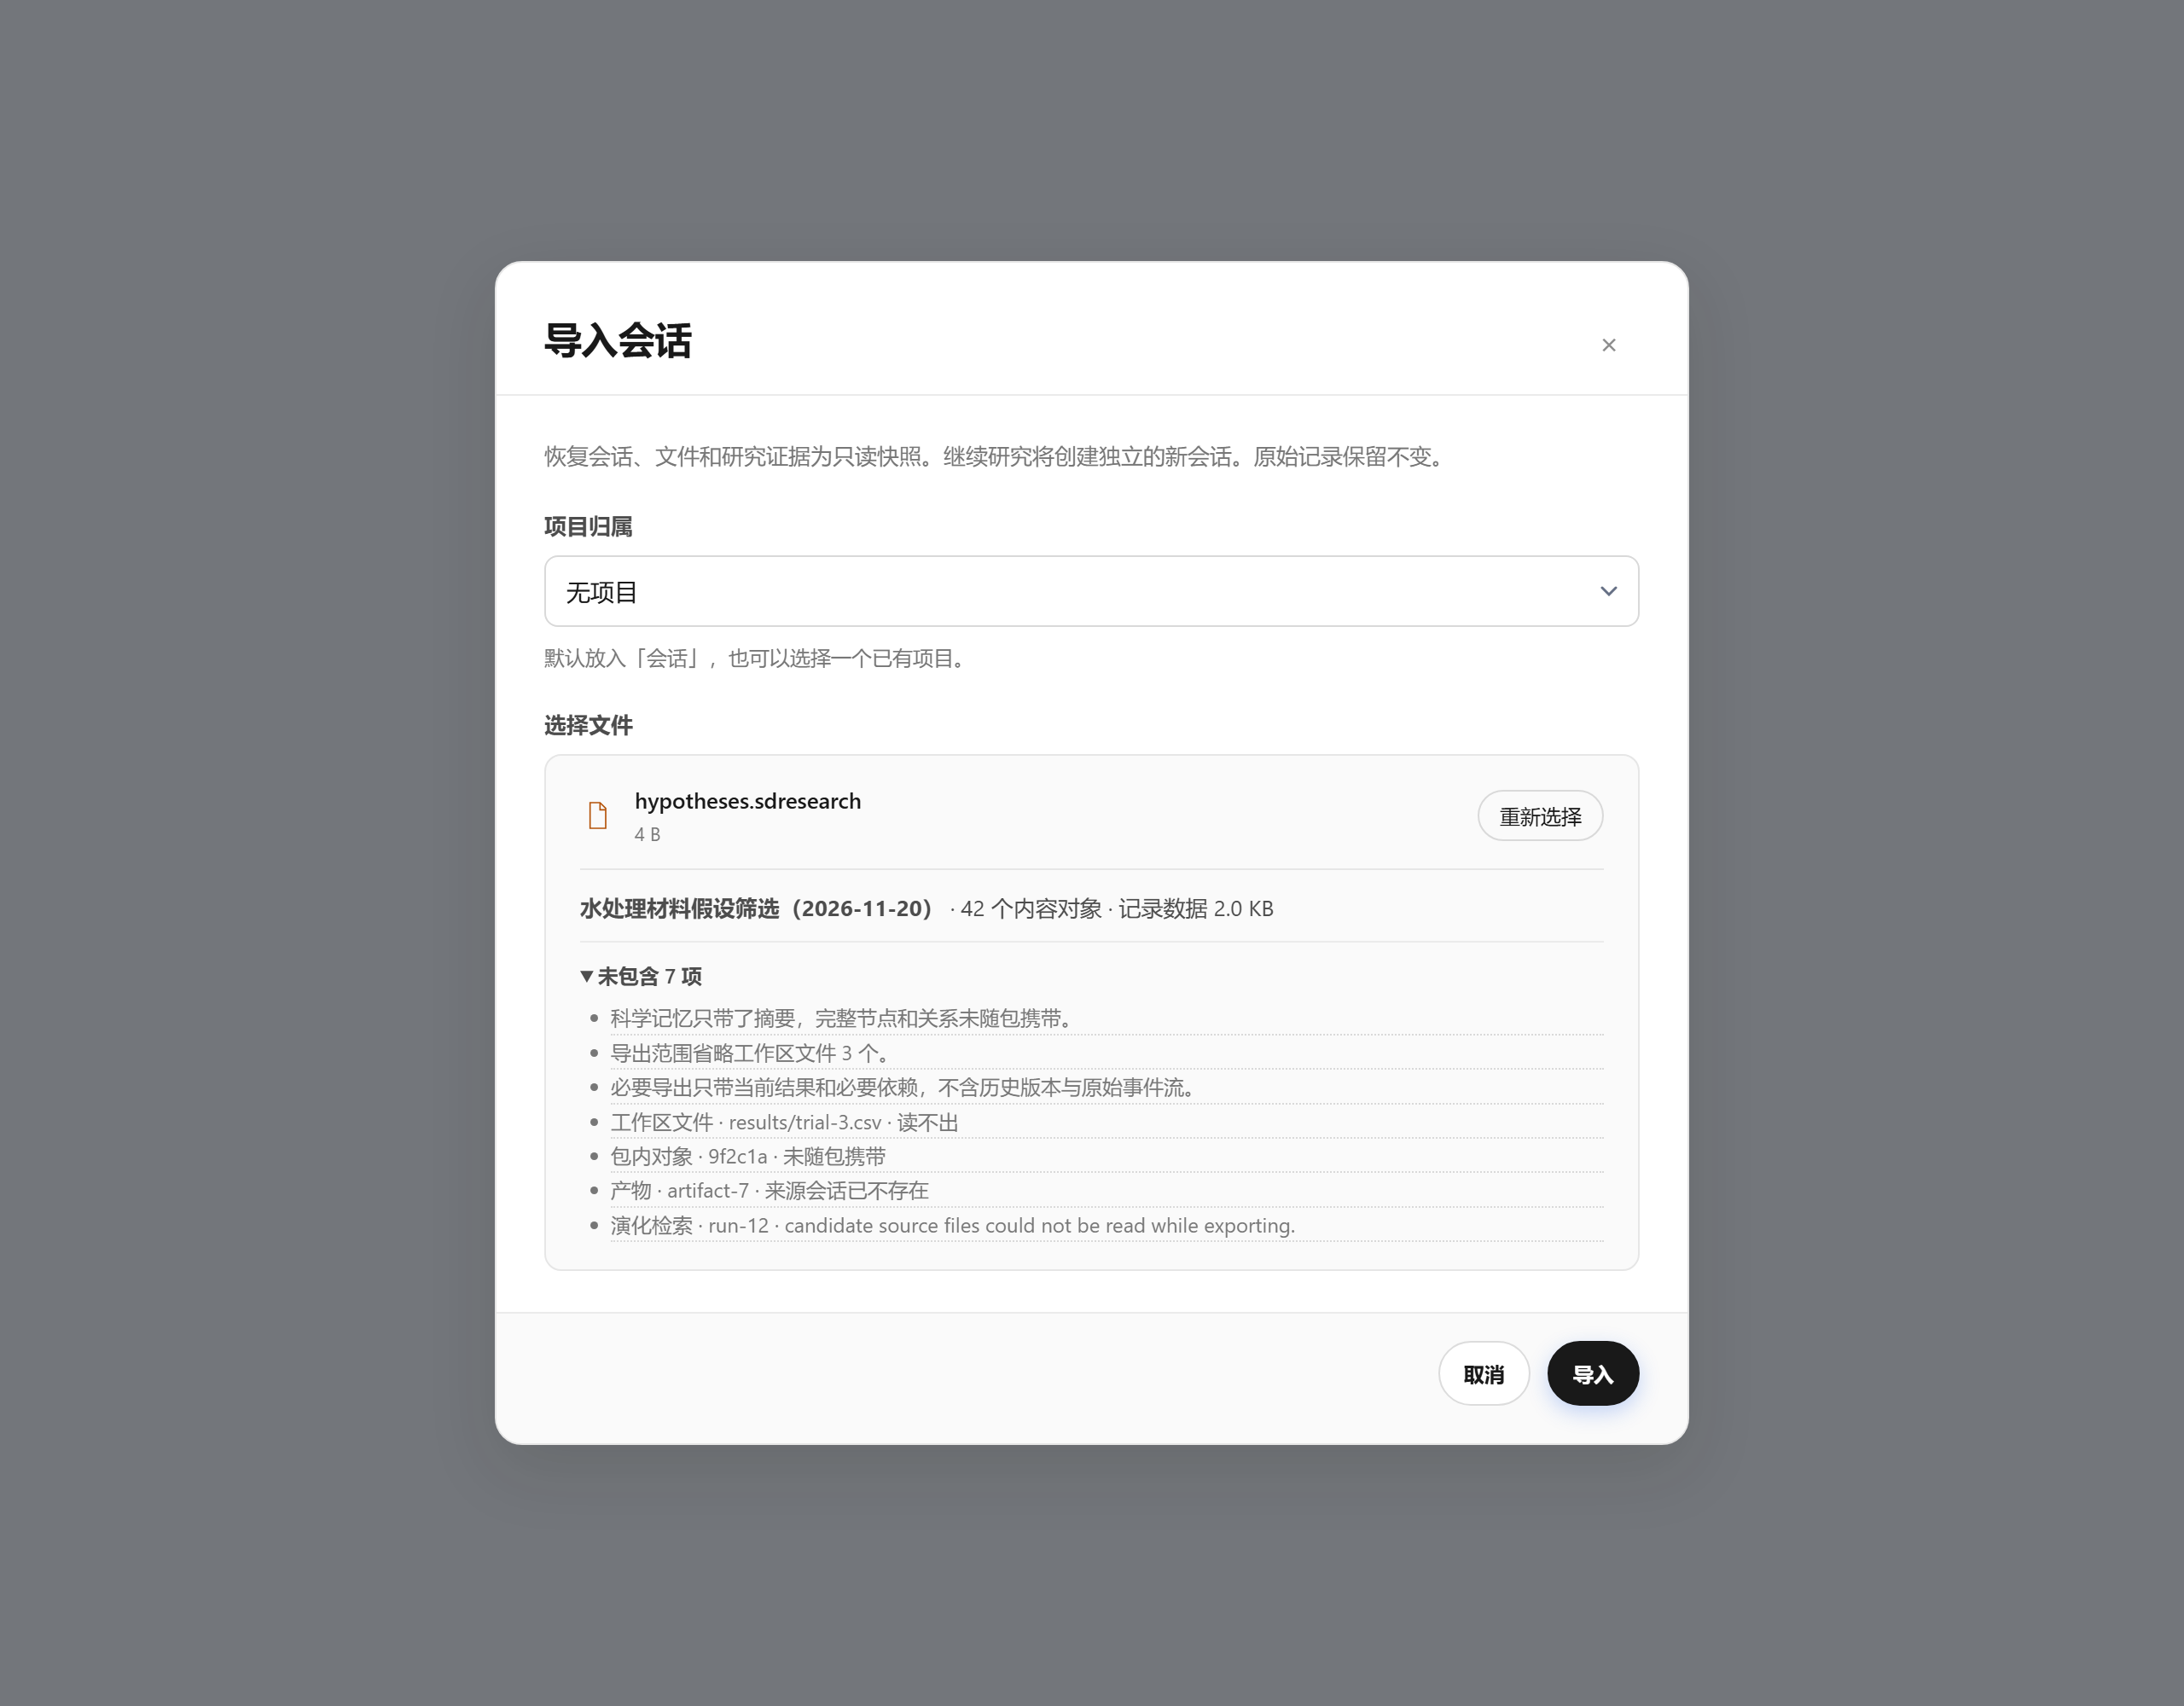 导入会话
×
恢复会话、文件和研究证据为只读快照。继续研究将创建独立的新会话。原始记录保留不变。
项目归属
无项目
默认放入「会话」，也可以选择一个已有项目。
选择文件
hypotheses.sdresearch
4 B
重新选择
水处理材料假设筛选（2026-11-20） · 42 个内容对象 · 记录数据 2.0 KB
▼未包含 7 项
• 科学记忆只带了摘要，完整节点和关系未随包携带。
• 导出范围省略工作区文件 3 个。
• 必要导出只带当前结果和必要依赖，不含历史版本与原始事件流。
• 工作区文件 · results/trial-3.csv · 读不出
• 包内对象 · 9f2c1a · 未随包携带
• 产物 · artifact-7 · 来源会话已不存在
• 演化检索 · run-12 · candidate source files could not be read while exporting.
取消
导入